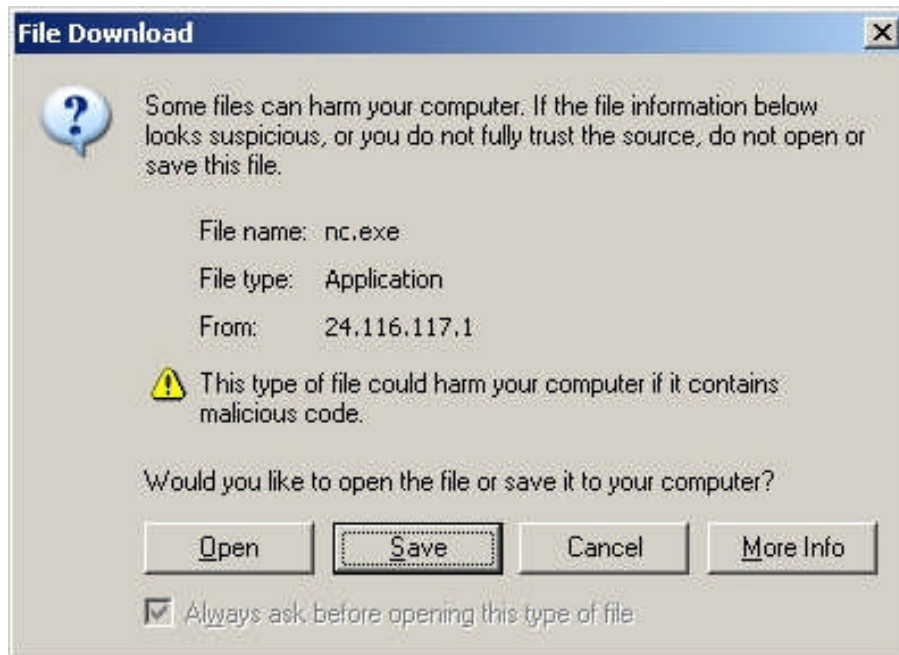 File Download
Some files can harm your computer. If the file information below
looks suspicious, or you do not fully trust the source, do not open or
save this file.
File name: nc.exe
File type: Application
From: 24.116.117.1
This type of file could harm your computer if it contains
malicious code.
Would you like to open the file or save it to your computer?
Open Save Cancel More Info
Always ask before opening this type of file